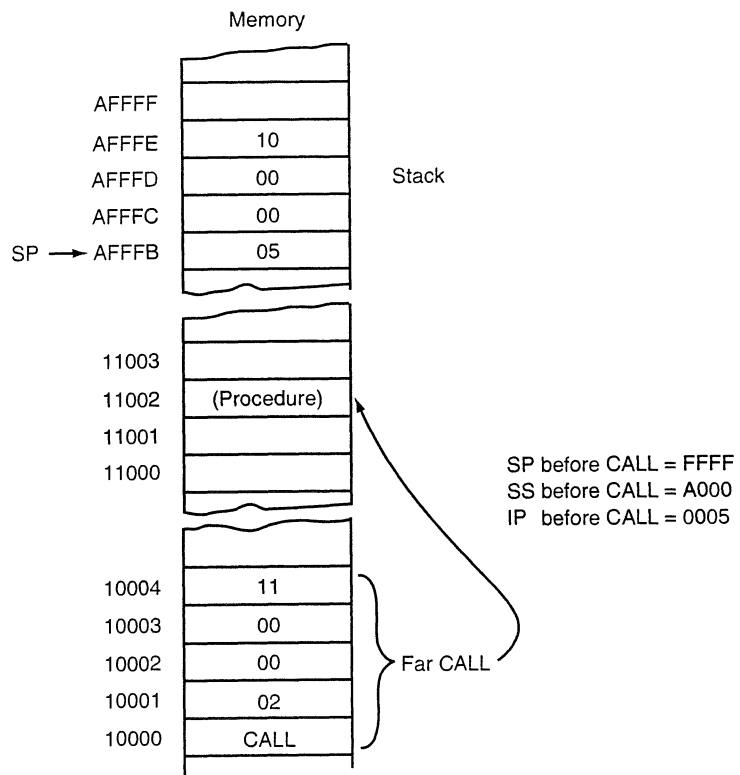 Memory
AFFFF
AFFFE 10
AFFFD 00 Stack
AFFFC 00
SP AFFFB 05
11003
11002 (Procedure)
11001
11000
SP before CALL = FFFF
SS before CALL = A000
IP before CALL = 0005
10004 11
10003 00
10002 00 Far CALL
10001 02
10000 CALL